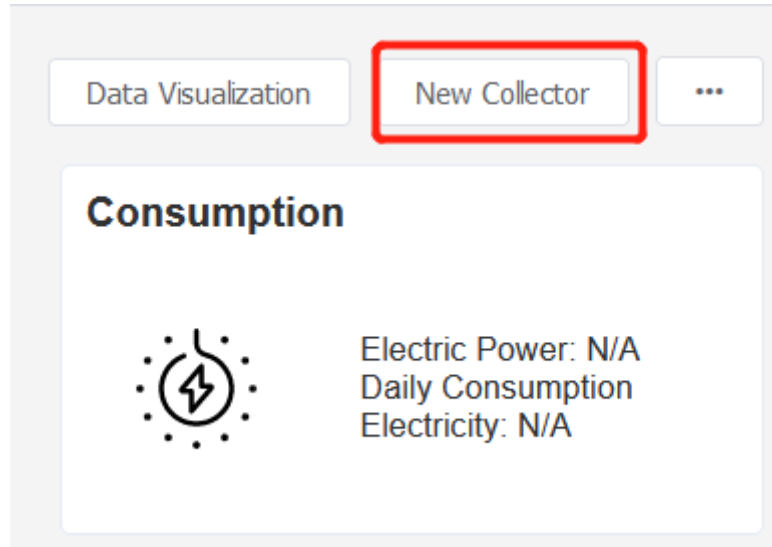 Data Visualization
New Collector
...
Consumption
Electric Power: N/A
Daily Consumption
Electricity: N/A